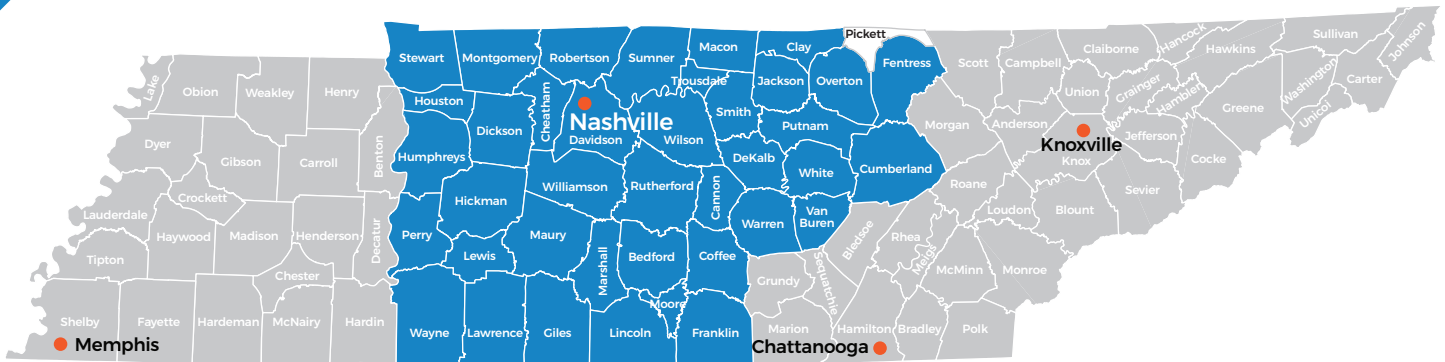 Stewart
Montgomery
Robertson
Sumner
Macon
Clay
Pickett
Fentress
Scott
Campbell
Claiborne
Hancock
Hawkins
Sullivan
Johnson
Lake
Obion
Weakley
Henry
Houston
Cheatham
Trousdale
Jackson
Overton
Union
Grainger
Hamblen
Washington
Carter
Unicoi
Greene
Dickson
Nashville
Davidson
Wilson
Smith
Putnam
Morgan
Anderson
Knoxville
Knox
Jefferson
Cocke
Dyer
Gibson
Carroll
Benton
Humphreys
DeKalb
White
Cumberland
Roane
Loudon
Blount
Sevier
Lauderdale
Crockett
Hickman
Williamson
Rutherford
Cannon
Warren
Van
Buren
Bledsoe
Rhea
Meigs
McMinn
Monroe
Tipton
Haywood
Madison
Henderson
Decatur
Perry
Lewis
Maury
Marshall
Bedford
Coffee
Grundy
Sequatchie
Chester
Moore
Shelby
Fayette
Hardeman
McNairy
Hardin
Wayne
Lawrence
Giles
Lincoln
Franklin
Marion
Hamilton
Bradley
Polk
Memphis
Chattanooga